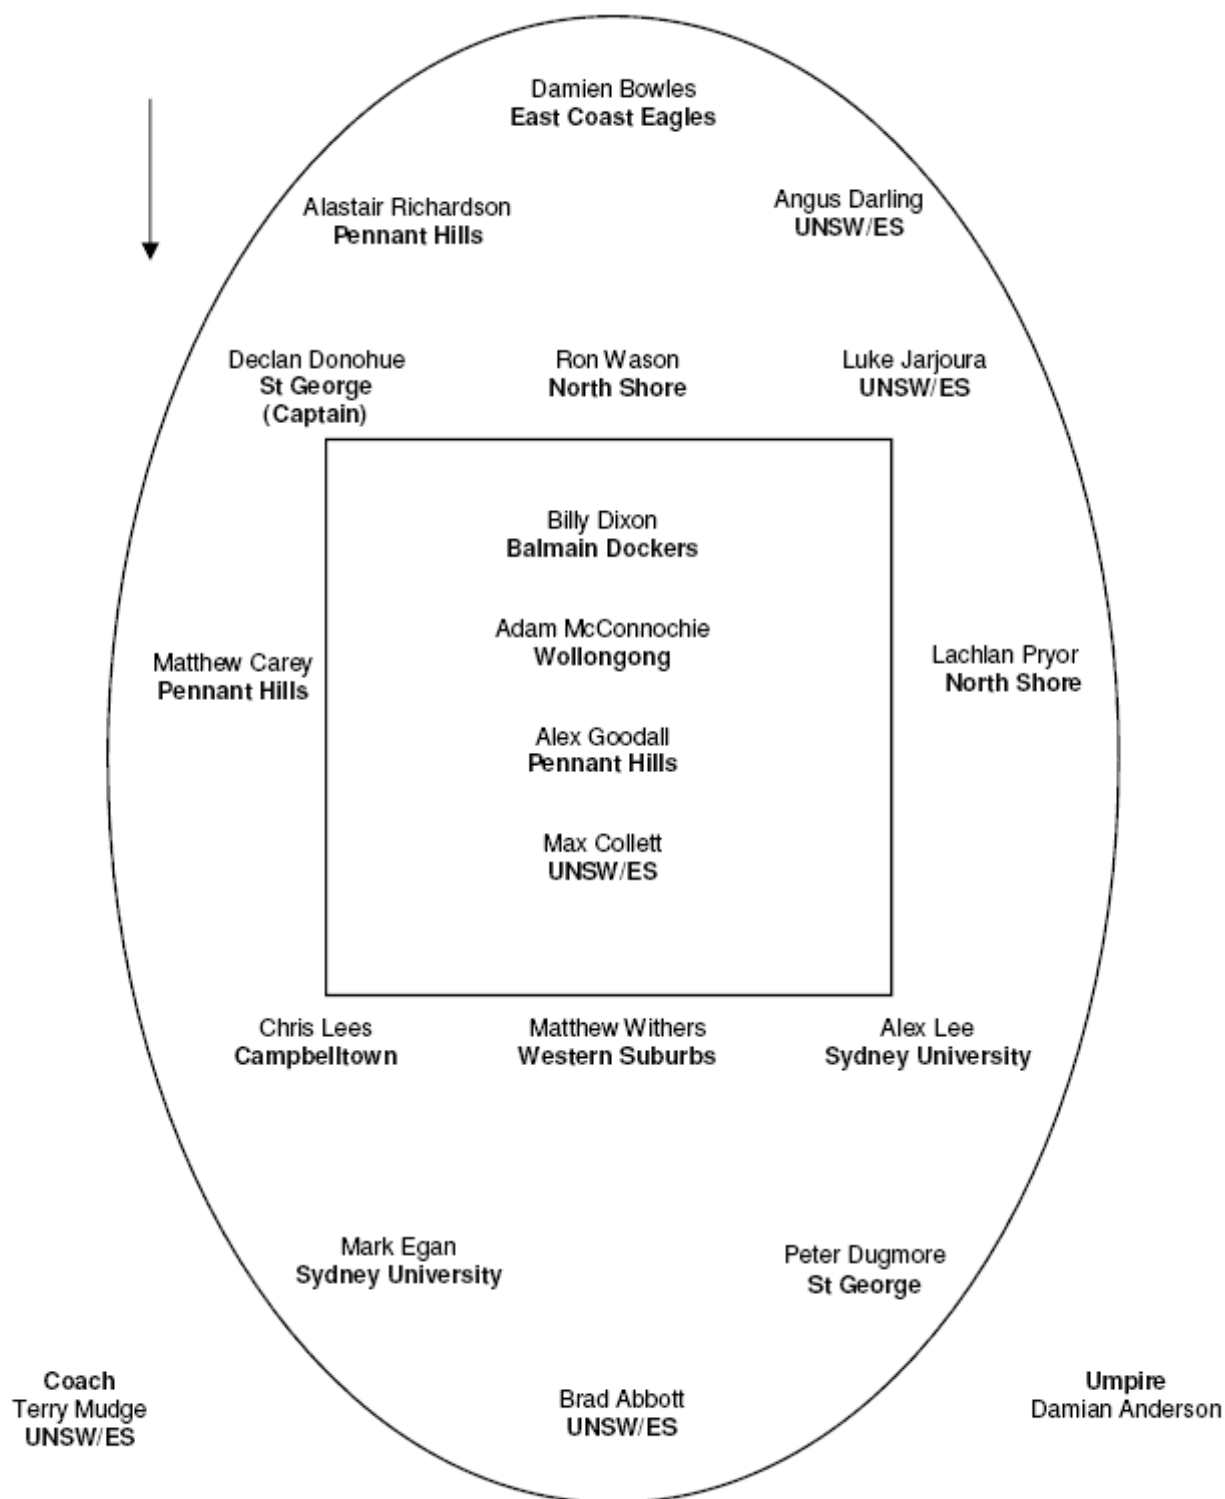 Damien Bowles
East Coast Eagles
Alastair Richardson
Pennant Hills
Angus Darling
UNSW/ES
Declan Donohue
St George
(Captain)
Ron Wason
North Shore
Luke Jarjoura
UNSW/ES
Billy Dixon
Balmain Dockers
Adam McConnochie
Wollongong
Matthew Carey
Pennant Hills
Lachlan Pryor
North Shore
Alex Goodall
Pennant Hills
Max Collett
UNSW/ES
Chris Lees
Campbelltown
Matthew Withers
Western Suburbs
Alex Lee
Sydney University
Mark Egan
Sydney University
Peter Dugmore
St George
Coach
Terry Mudge
UNSW/ES
Brad Abbott
UNSW/ES
Umpire
Damian Anderson